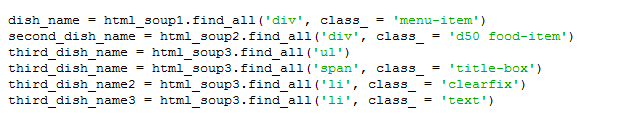 dish_name = html_soup1.find_all('div', class_ = 'menu-item')
second_dish_name = html_soup2.find_all('div', class_ = 'd50 food-item')
third_dish_name = html_soup3.find_all('ul')
third_dish_name = html_soup3.find_all('span', class_ = 'title-box')
third_dish_name2 = html_soup3.find_all('li', class_ = 'clearfix')
third_dish_name3 = html_soup3.find_all('li', class_ = 'text')